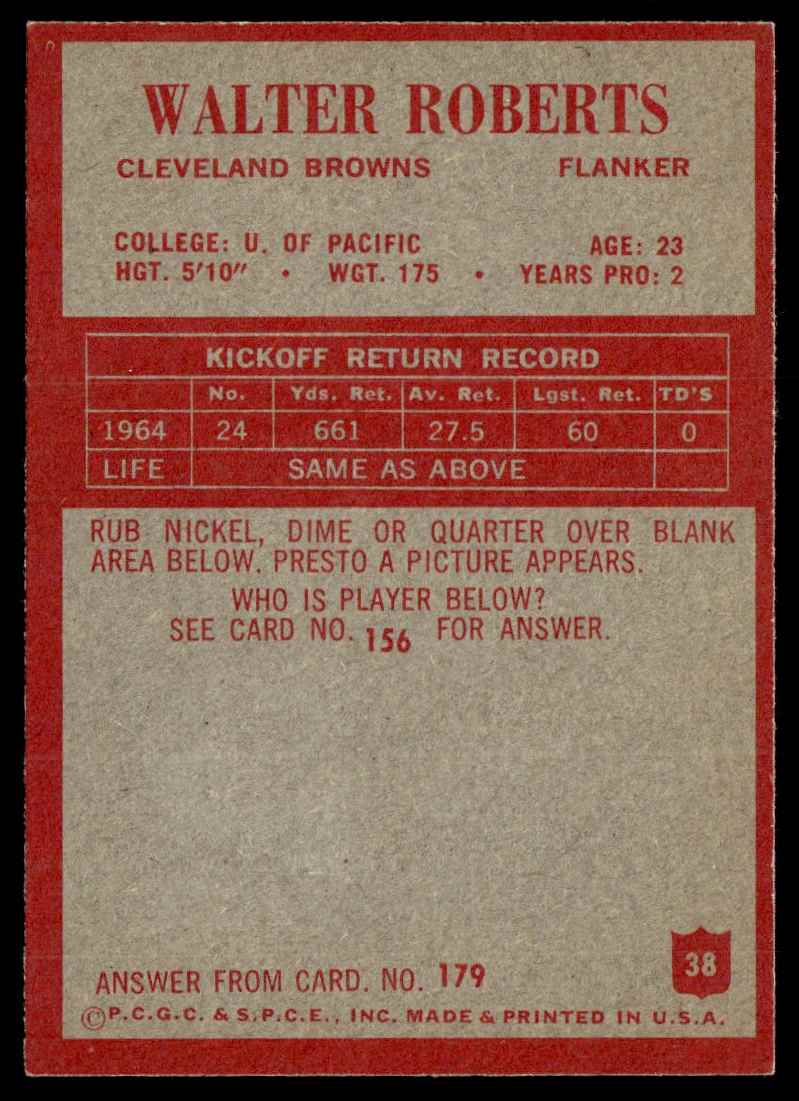 WALTER ROBERTS
CLEVELAND BROWNS FLANKER
COLLEGE: U. OF PACIFIC AGE: 23
HGT. 5'10" • WGT. 175 • YEARS PRO: 2
KICKOFF RETURN RECORD
No. Yds. Ret. Av. Ret. Lgst. Ret. TD'S
1964 24 661 27.5 60 0
LIFE SAME AS ABOVE
RUB NICKEL, DIME OR QUARTER OVER BLANK
AREA BELOW. PRESTO A PICTURE APPEARS.
WHO IS PLAYER BELOW?
SEE CARD NO. 156 FOR ANSWER.
38
ANSWER FROM CARD. NO. 179
©P.C.G.C. & S.P.C.E., INC. MADE & PRINTED IN U.S.A.